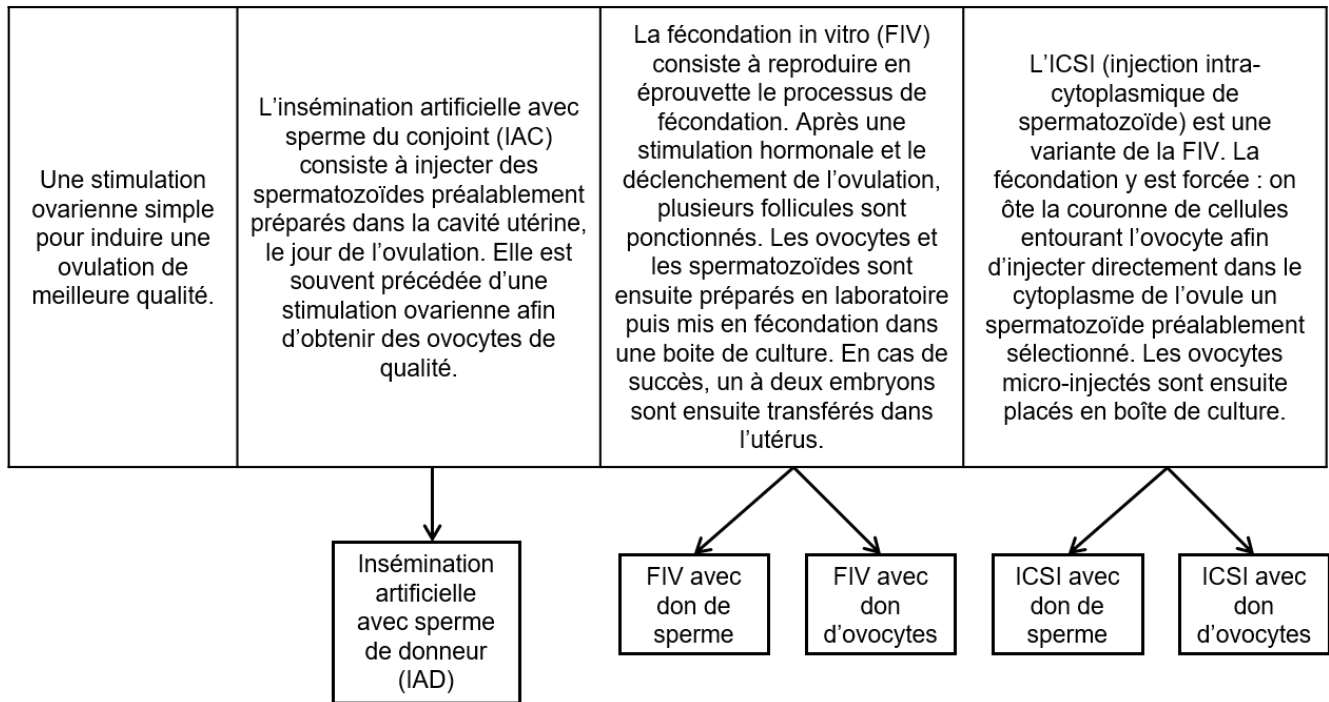 Une stimulation
ovarienne simple
pour induire une
ovulation de
meilleure qualité.
L’insémination artificielle avec
sperme du conjoint (IAC)
consiste à injecter des
spermatozoïdes préalablement
préparés dans la cavité utérine,
le jour de l’ovulation. Elle est
souvent précédée d’une
stimulation ovarienne afin
d’obtenir des ovocytes de
qualité.
La fécondation in vitro (FIV)
consiste à reproduire en
éprouvette le processus de
fécondation. Après une
stimulation hormonale et le
déclenchement de l’ovulation,
plusieurs follicules sont
ponctionnés. Les ovocytes et
les spermatozoïdes sont
ensuite préparés en laboratoire
puis mis en fécondation dans
une boite de culture. En cas de
succès, un à deux embryons
sont ensuite transférés dans
l’utérus.
L’ICSI (injection intra-
cytoplasmique de
spermatozoïde) est une
variante de la FIV. La
fécondation y est forcée : on
ôte la couronne de cellules
entourant l’ovocyte afin
d’injecter directement dans le
cytoplasme de l’ovule un
spermatozoïde préalablement
sélectionné. Les ovocytes
micro-injectés sont ensuite
placés en boîte de culture.
Insémination
artificielle
avec sperme
de donneur
(IAD)
FIV avec
don de
sperme
FIV avec
don
d’ovocytes
ICSI avec
don de
sperme
ICSI avec
don
d’ovocytes